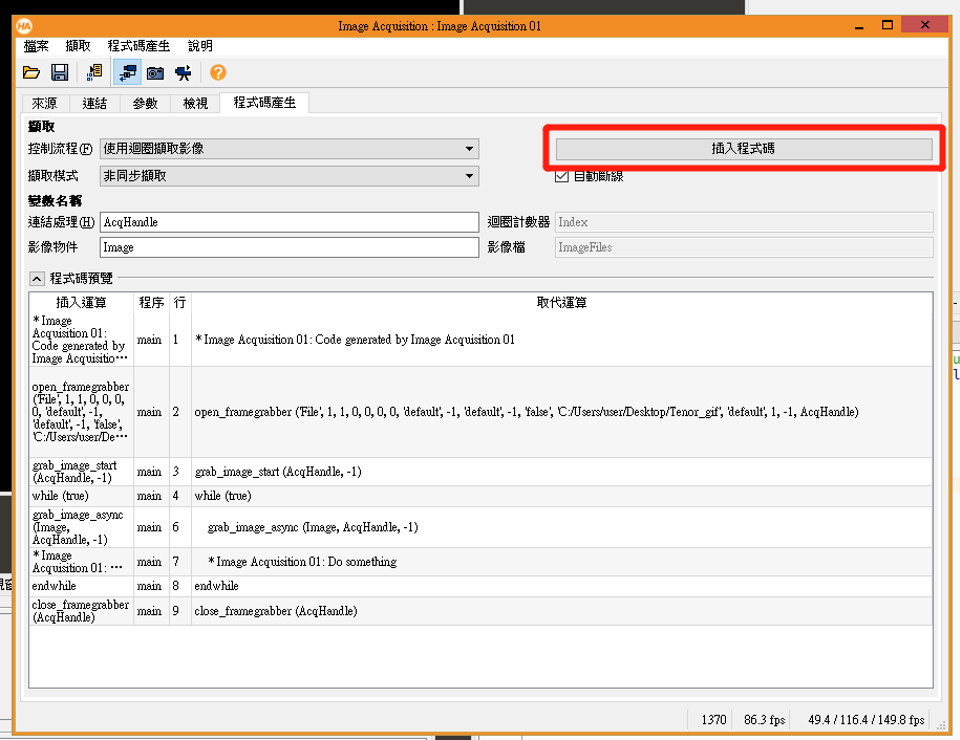 HA Image Acquisition : Image Acquisition 01
檔案 擷取 程式碼產生 說明
來源 連結 參數 檢視 程式碼產生
擷取
控制流程(F) 使用迴圈擷取影像 插入程式碼
擷取模式 非同步擷取 自動斷線
變數名稱
連結處理(H) AcqHandle 迴圈計數器 Index
影像物件 Image 影像檔 ImageFiles
程式碼預覽
插入運算 程序 行 取代運算
* Image
Acquisition 01:
Code generated by
Image Acquisitio…
main 1 * Image Acquisition 01: Code generated by Image Acquisition 01
open_framegrabber
('File', 1, 1, 0, 0, 0,
0, 'default', -1,
'default', -1, 'false',
'C:/Users/user/De…
main 2 open_framegrabber ('File', 1, 1, 0, 0, 0, 0, 'default', -1, 'default', -1, 'false', 'C:/Users/user/Desktop/Tenor_gif', 'default', 1, -1, AcqHandle)
grab_image_start
(AcqHandle, -1)
main 3 grab_image_start (AcqHandle, -1)
while (true) main 4 while (true)
grab_image_async
(Image,
AcqHandle, -1)
main 6 grab_image_async (Image, AcqHandle, -1)
* Image
Acquisition 01: …
main 7 * Image Acquisition 01: Do something
endwhile main 8 endwhile
close_framegrabber
(AcqHandle)
main 9 close_framegrabber (AcqHandle)
1370 86.3 fps 49.4 / 116.4 / 149.8 fps